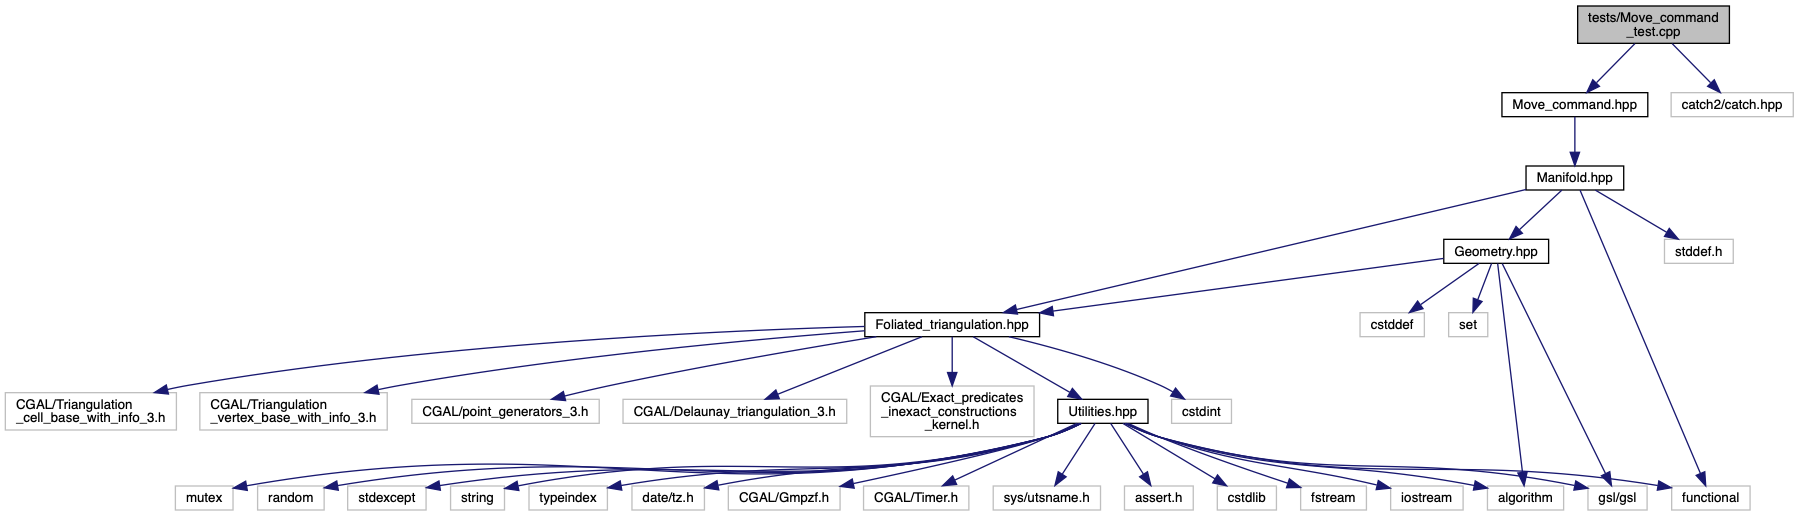 tests/Move_command
_test.cpp
Move_command.hpp
catch2/catch.hpp
Manifold.hpp
Geometry.hpp
stddef.h
Foliated_triangulation.hpp
cstddef
set
CGAL/Triangulation
_cell_base_with_info_3.h
CGAL/Triangulation
_vertex_base_with_info_3.h
CGAL/point_generators_3.h
CGAL/Delaunay_triangulation_3.h
CGAL/Exact_predicates
_inexact_constructions
_kernel.h
Utilities.hpp
cstdint
mutex
random
stdexcept
string
typeindex
date/tz.h
CGAL/Gmpzf.h
CGAL/Timer.h
sys/utsname.h
assert.h
cstdlib
fstream
iostream
algorithm
gsl/gsl
functional